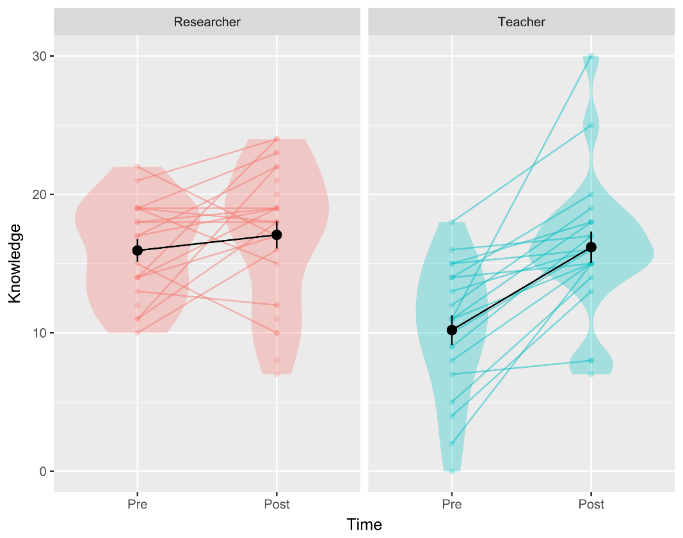 Researcher
Teacher
30
20
10
0
Knowledge
Pre
Post
Pre
Post
Time